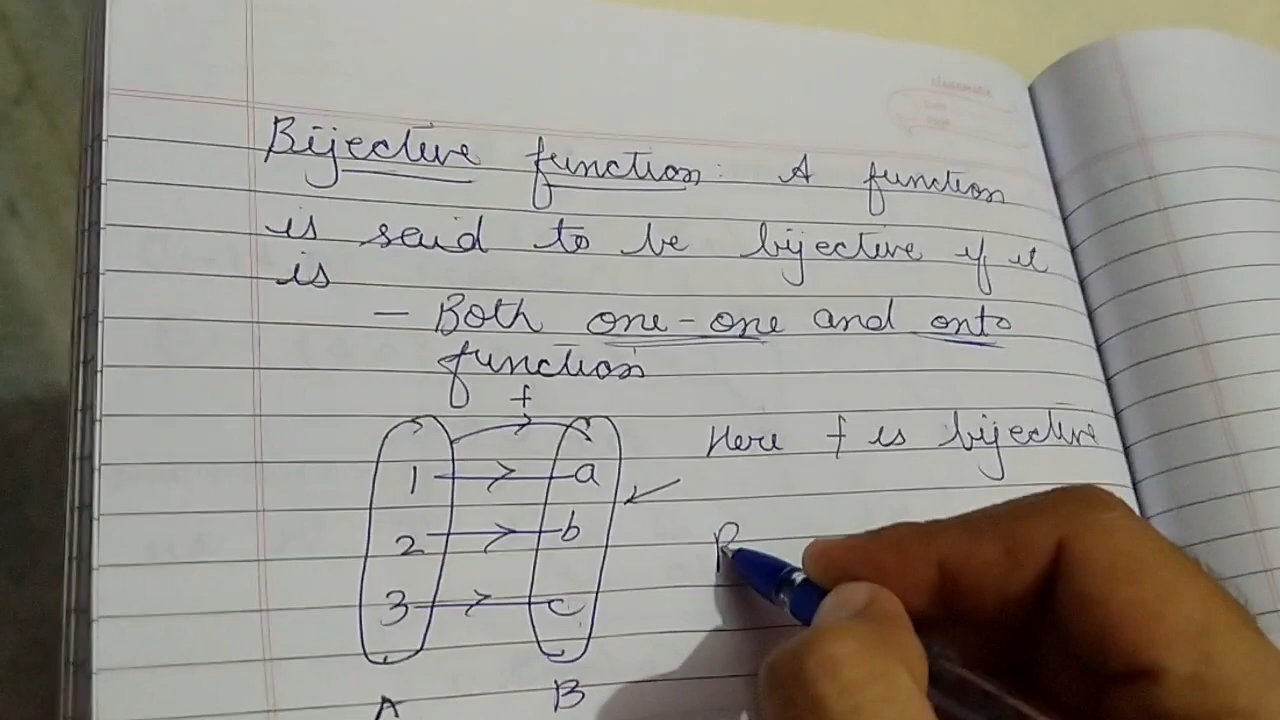 Bijective function: A function
is said to be bijective if it
is
- Both one-one and onto
function
f
Here f is bijective
1 a
2 b
3 c
A B